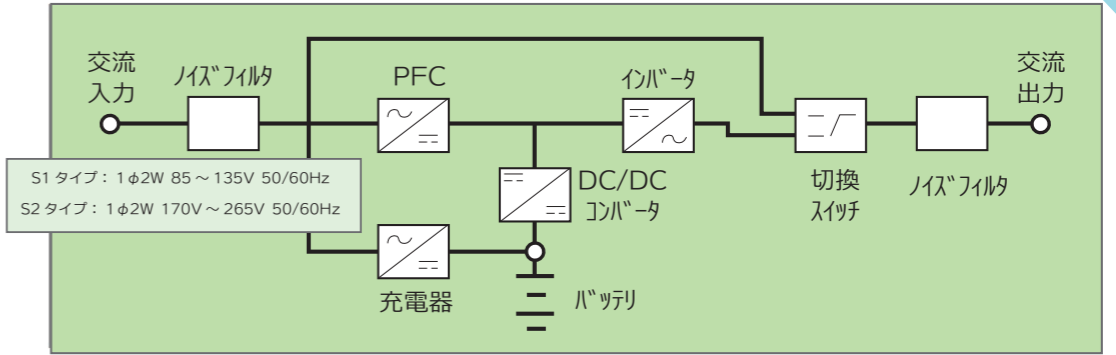 交流
入力
ﾉｲｽﾞﾌｨﾙﾀ
PFC
ｲﾝﾊﾞｰﾀ
交流
出力
S1 タイプ： 1φ2W 85～135V 50/60Hz
S2 タイプ： 1φ2W 170V～265V 50/60Hz
DC/DC
ｺﾝﾊﾞｰﾀ
切換
ｽｲｯﾁ
ﾉｲｽﾞﾌｨﾙﾀ
充電器
ﾊﾞｯﾃﾘ